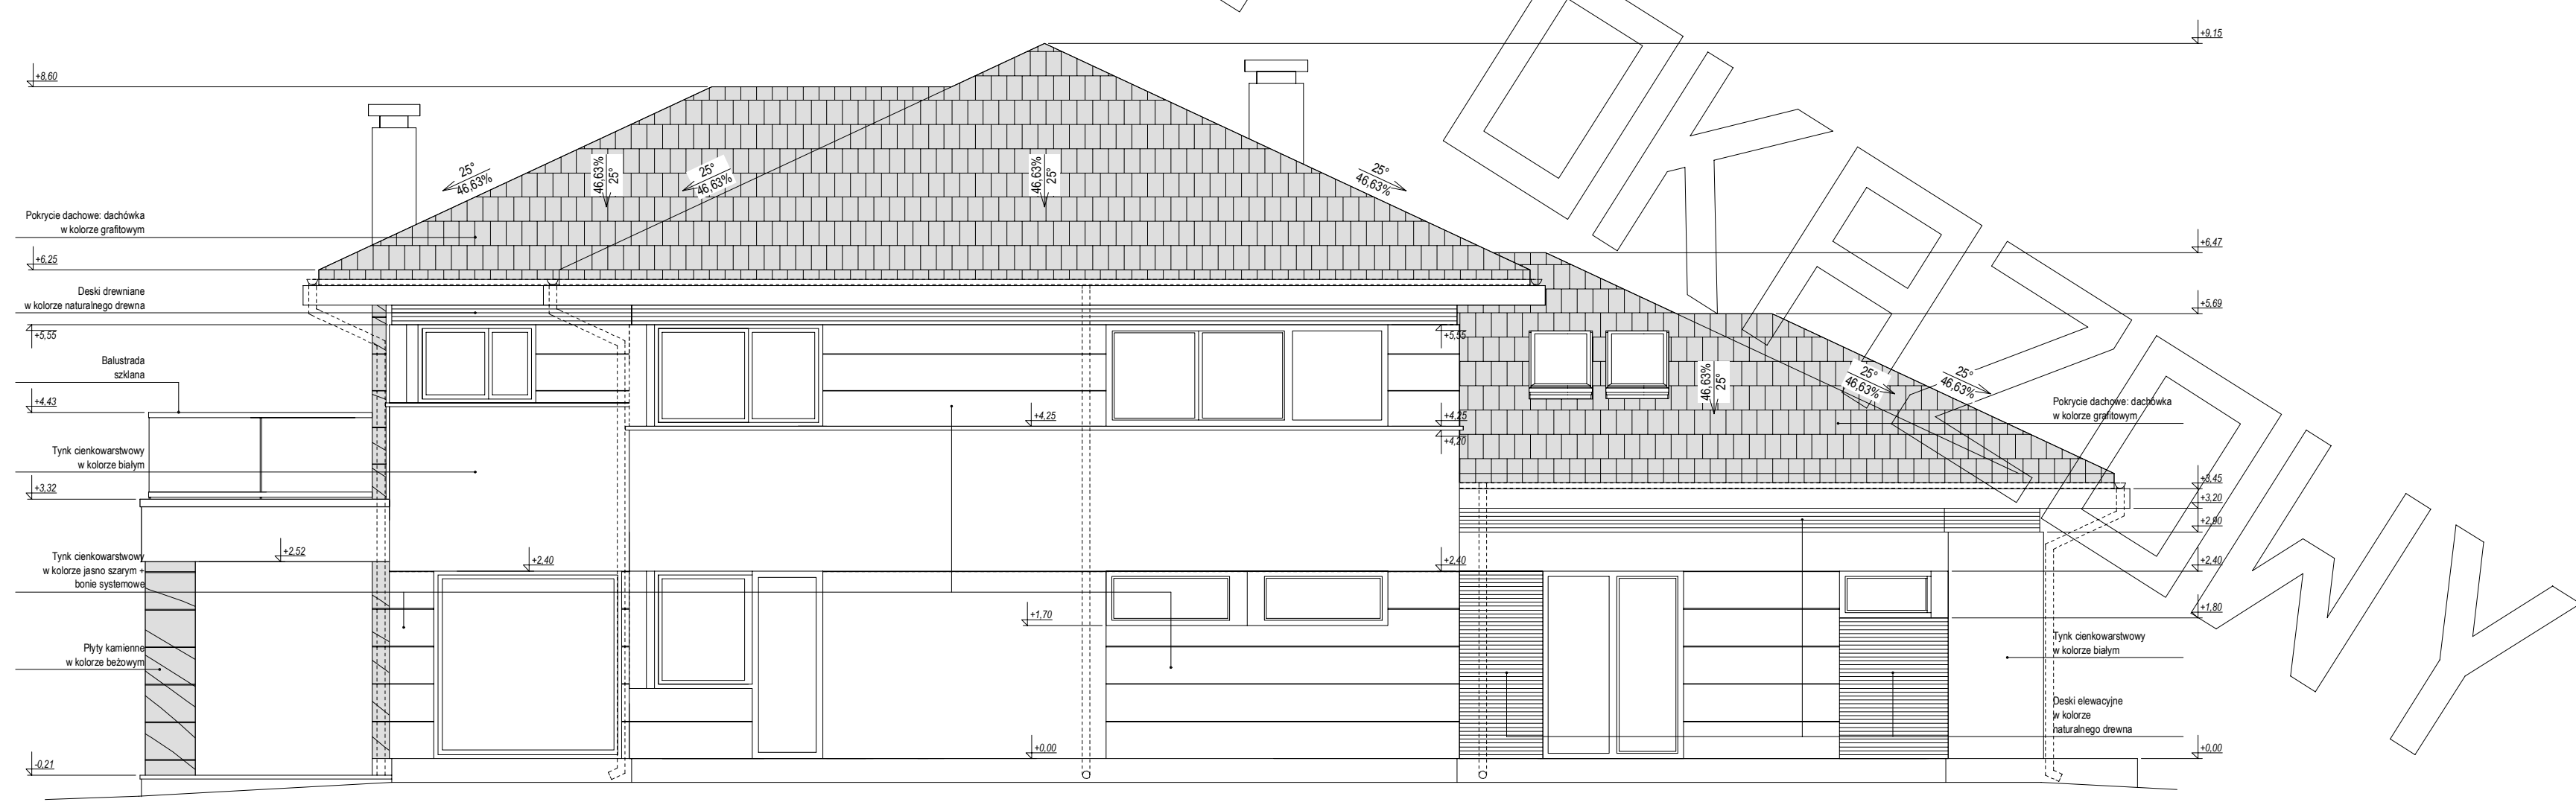 +9,15
+8,60
25°
46,63%
46,63%
25°
25°
46,63%
46,63%
25°
25°
46,63%
Pokrycie dachowe: dachówka
w kolorze grafitowym
+6,47
+6,25
Deski drewniane
w kolorze naturalnego drewna
+5,69
+5,55
+5,55
Balustrada
szklana
46,63%
25°
25°
46,63%
25°
46,63%
Pokrycie dachowe: dachówka
w kolorze grafitowym
+4,43
+4,25
+4,25
+4,20
Tynk cienkowarstwowy
w kolorze białym
+3,32
+3,45
+3,20
+2,90
Tynk cienkowarstwowy
w kolorze jasno szarym +
bonie systemowe
+2,52
+2,40
+2,40
+2,40
+1,70
+1,80
Płyty kamienne
w kolorze beżowym
Tynk cienkowarstwowy
w kolorze białym
Deski elewacyjne
w kolorze
naturalnego drewna
-0,21
+0,00
+0,00